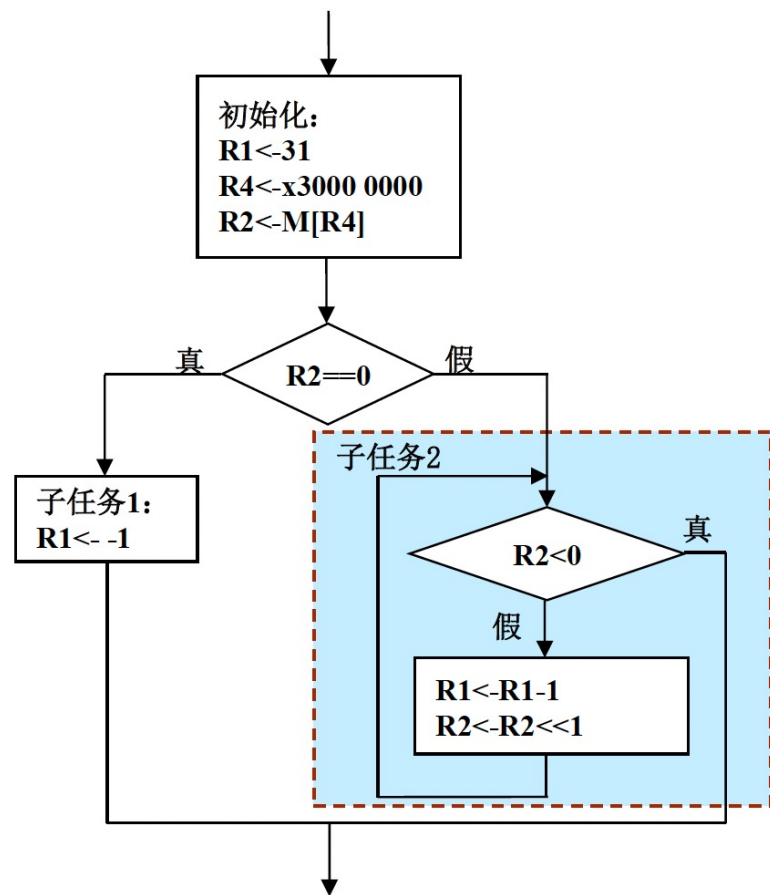 初始化：
R1<-31
R4<-x3000 0000
R2<-M[R4]
真
R2==0
假
子任务2
子任务1：
R1<- -1
R2<0
真
假
R1<-R1-1
R2<-R2<<1